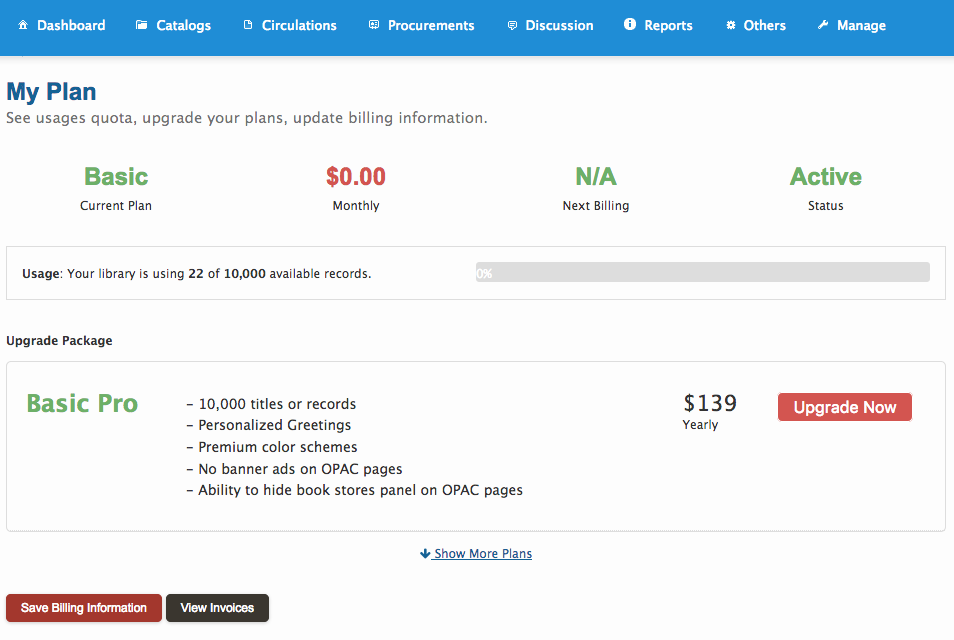 Dashboard Catalogs Circulations Procurements Discussion Reports Others Manage
My Plan
See usages quota, upgrade your plans, update billing information.
Basic $0.00 N/A Active
Current Plan Monthly Next Billing Status
Usage: Your library is using 22 of 10,000 available records. 0%
Upgrade Package
Basic Pro
– 10,000 titles or records
– Personalized Greetings
– Premium color schemes
– No banner ads on OPAC pages
– Ability to hide book stores panel on OPAC pages
$139
Yearly
Upgrade Now
Show More Plans
Save Billing Information View Invoices